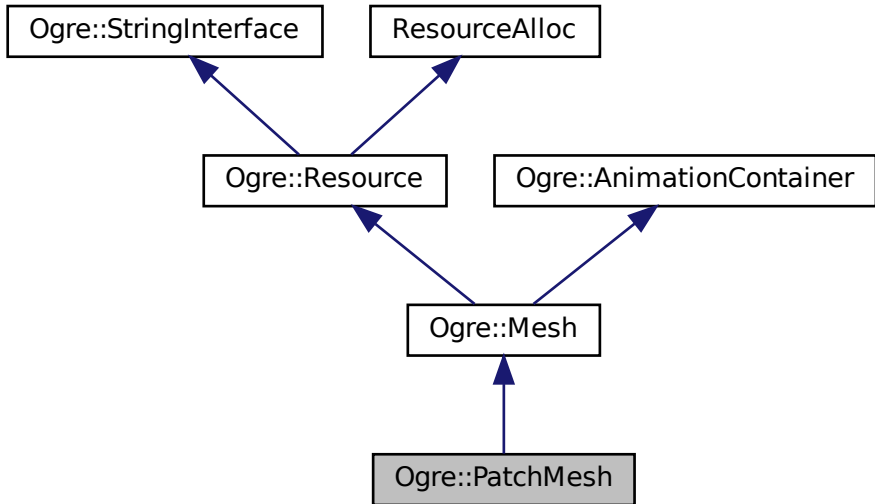 Ogre::StringInterface
ResourceAlloc
Ogre::Resource
Ogre::AnimationContainer
Ogre::Mesh
Ogre::PatchMesh